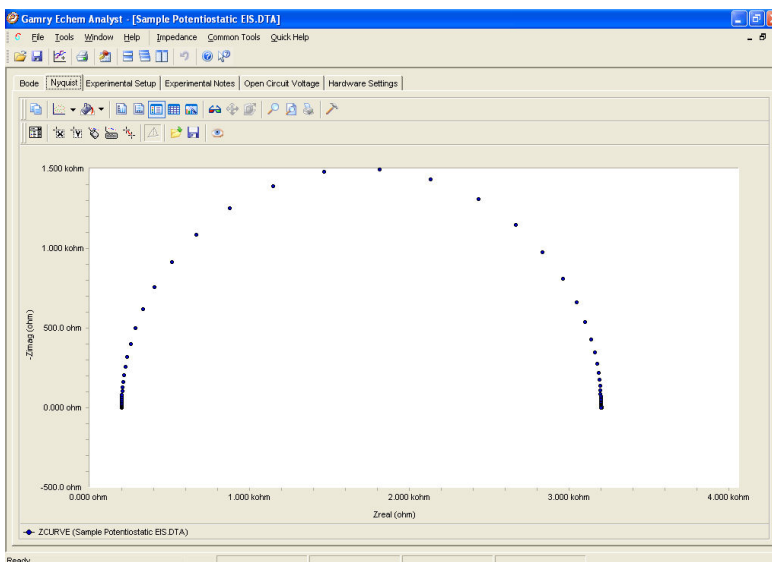 Gamry Echem Analyst - [Sample Potentiostatic EIS.DTA]
File Tools Window Help Impedance Common Tools Quick Help
Bode Nyquist Experimental Setup Experimental Notes Open Circuit Voltage Hardware Settings
1.500 kohm
1.000 kohm
500.0 ohm
0.000 ohm
-500.0 ohm
-Zimag (ohm)
0.000 ohm 1.000 kohm 2.000 kohm 3.000 kohm 4.000 kohm
Zreal (ohm)
ZCURVE (Sample Potentiostatic EIS.DTA)
Ready